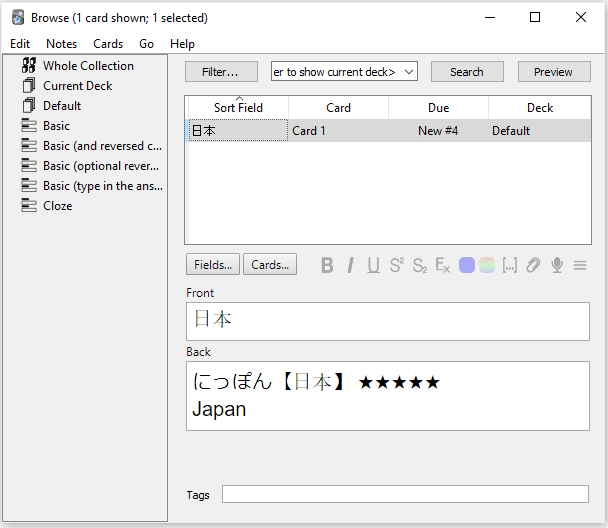 Browse (1 card shown; 1 selected)
Edit Notes Cards Go Help
Whole Collection
Current Deck
Default
Basic
Basic (and reversed c...
Basic (optional rever...
Basic (type in the ans...
Cloze
Filter... er to show current deck> Search Preview
Sort Field Card Due Deck
日本 Card 1 New #4 Default
Fields... Cards... B I U S² S₂ Ex [...]
Front
日本
Back
にっぽん【日本】 ★★★★★
Japan
Tags